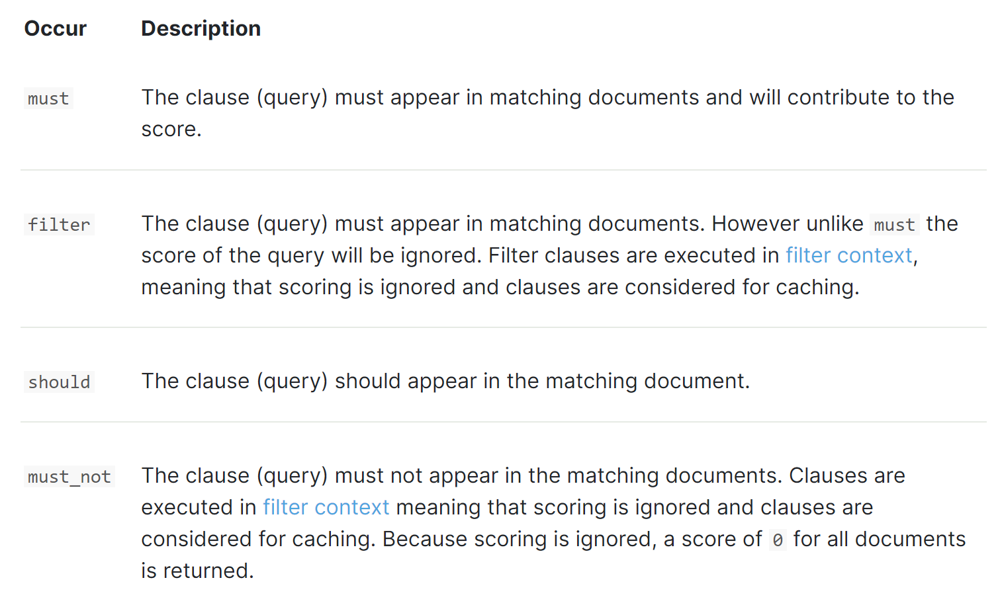 Occur Description
must The clause (query) must appear in matching documents and will contribute to the
score.
filter The clause (query) must appear in matching documents. However unlike must the
score of the query will be ignored. Filter clauses are executed in filter context,
meaning that scoring is ignored and clauses are considered for caching.
should The clause (query) should appear in the matching document.
must_not The clause (query) must not appear in the matching documents. Clauses are
executed in filter context meaning that scoring is ignored and clauses are
considered for caching. Because scoring is ignored, a score of 0 for all documents
is returned.